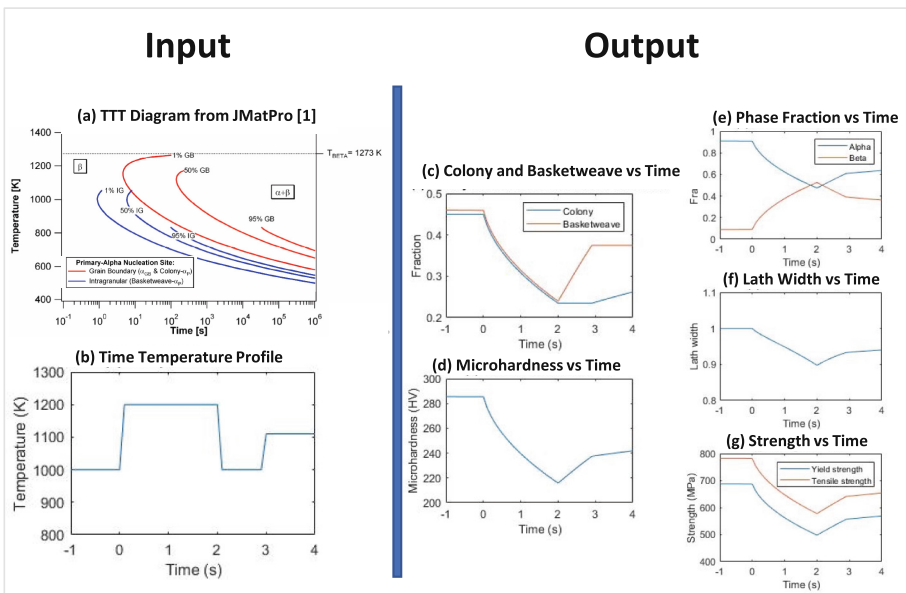 Input
Output
(a) TTT Diagram from JMatPro [1]
1400
1200
1000
800
600
400
Temperature [K]
β
1% GB
50% GB
95% GB
1% IG
50% IG
95% IG
α+β
T_BETA= 1273 K
Primary-Alpha Nucleation Site:
Grain Boundary (α_GB & Colony-α_P)
Intragranular (Basketweave-α_P)
10^-1 10^0 10^1 10^2 10^3 10^4 10^5 10^6
Time [s]
(b) Time Temperature Profile
1300
1200
1100
1000
900
800
Temperature (K)
-1 0 1 2 3 4
Time (s)
(c) Colony and Basketweave vs Time
0.5
0.4
0.3
0.2
Fraction
Colony
Basketweave
-1 0 1 2 3 4
Time (s)
(d) Microhardness vs Time
300
280
260
240
220
200
Microhardness (HV)
-1 0 1 2 3 4
Time (s)
(e) Phase Fraction vs Time
1
0.8
0.6
0.4
0.2
0
Fra
Alpha
Beta
-1 0 1 2 3 4
Time (s)
(f) Lath Width vs Time
1.1
1
0.9
0.8
Lath width
-1 0 1 2 3 4
Time (s)
(g) Strength vs Time
800
700
600
500
400
Strength (MPa)
Yield strength
Tensile strength
-1 0 1 2 3 4
Time (s)